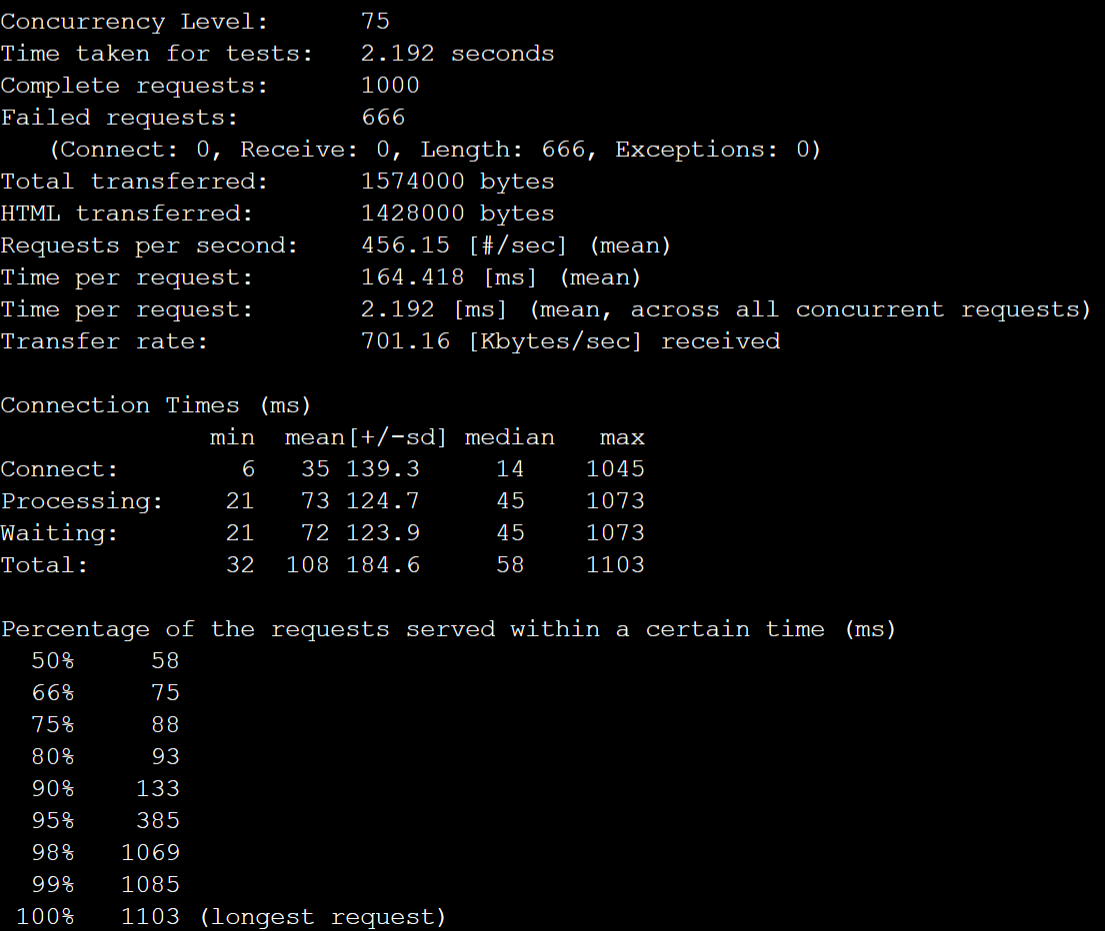 Concurrency Level:      75
Time taken for tests:   2.192 seconds
Complete requests:      1000
Failed requests:        666
   (Connect: 0, Receive: 0, Length: 666, Exceptions: 0)
Total transferred:      1574000 bytes
HTML transferred:       1428000 bytes
Requests per second:    456.15 [#/sec] (mean)
Time per request:       164.418 [ms] (mean)
Time per request:       2.192 [ms] (mean, across all concurrent requests)
Transfer rate:          701.16 [Kbytes/sec] received

Connection Times (ms)
              min  mean[+/-sd] median   max
Connect:        6   35 139.3     14    1045
Processing:    21   73 124.7     45    1073
Waiting:       21   72 123.9     45    1073
Total:         32  108 184.6     58    1103

Percentage of the requests served within a certain time (ms)
  50%     58
  66%     75
  75%     88
  80%     93
  90%    133
  95%    385
  98%   1069
  99%   1085
 100%   1103 (longest request)